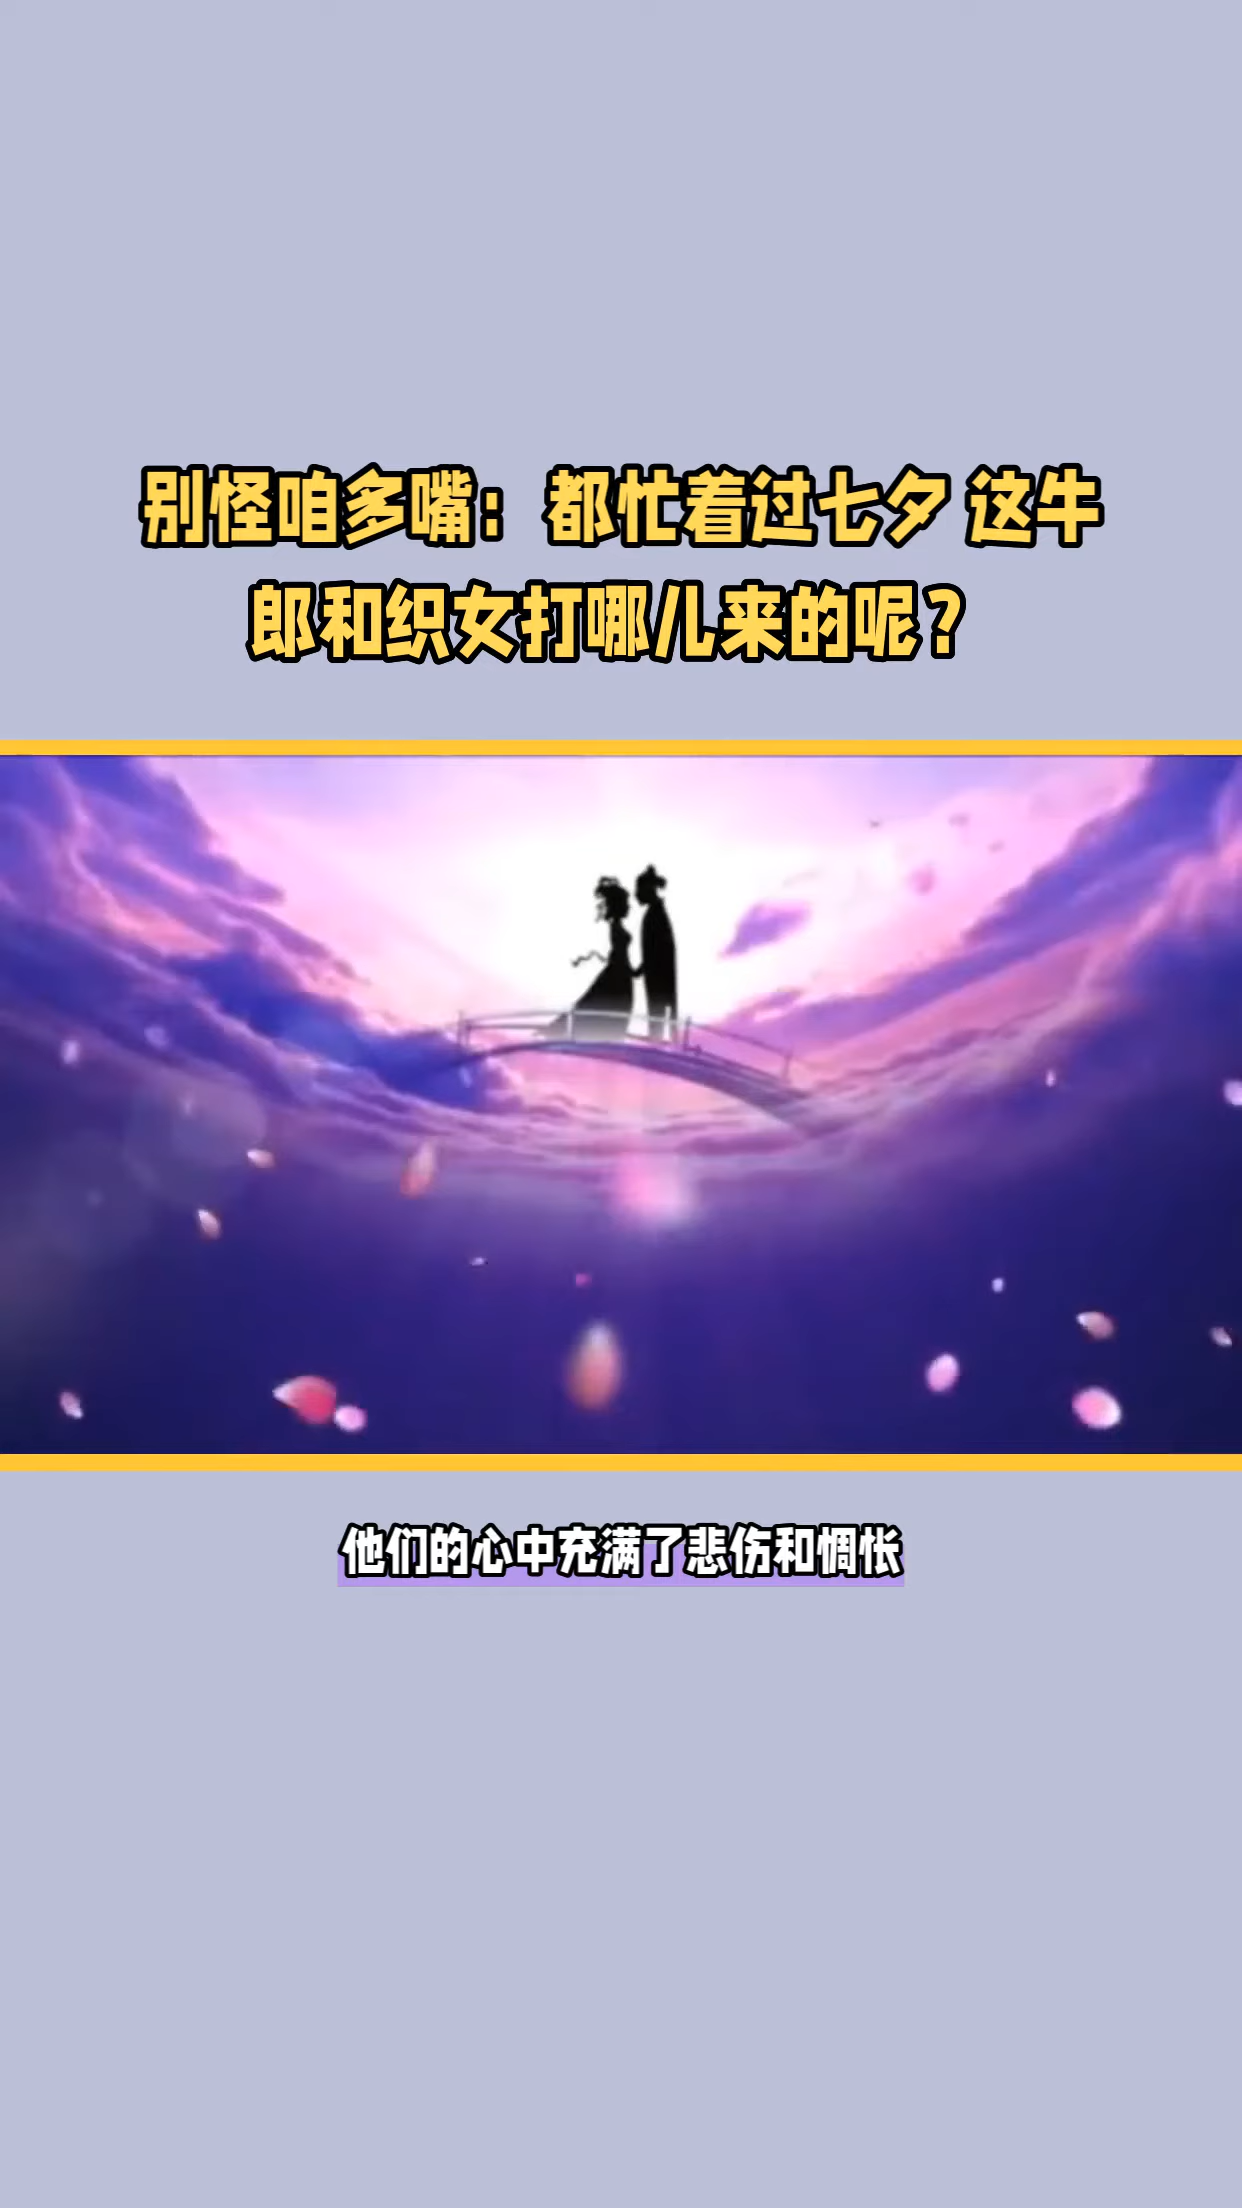 别怪咱多嘴：都忙着过七夕 这牛
郎和织女打哪儿来的呢？
他们的心中充满了悲伤和惆怅